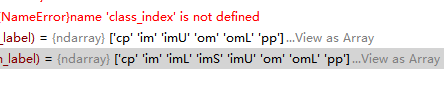 {NameError}name 'class_index' is not defined
_label) = {ndarray} ['cp' 'im' 'imL' 'imU' 'om' 'omL' 'pp']...View as Array
_label) = {ndarray} ['cp' 'im' 'imL' 'imS' 'imU' 'om' 'omL' 'pp']...View as Array